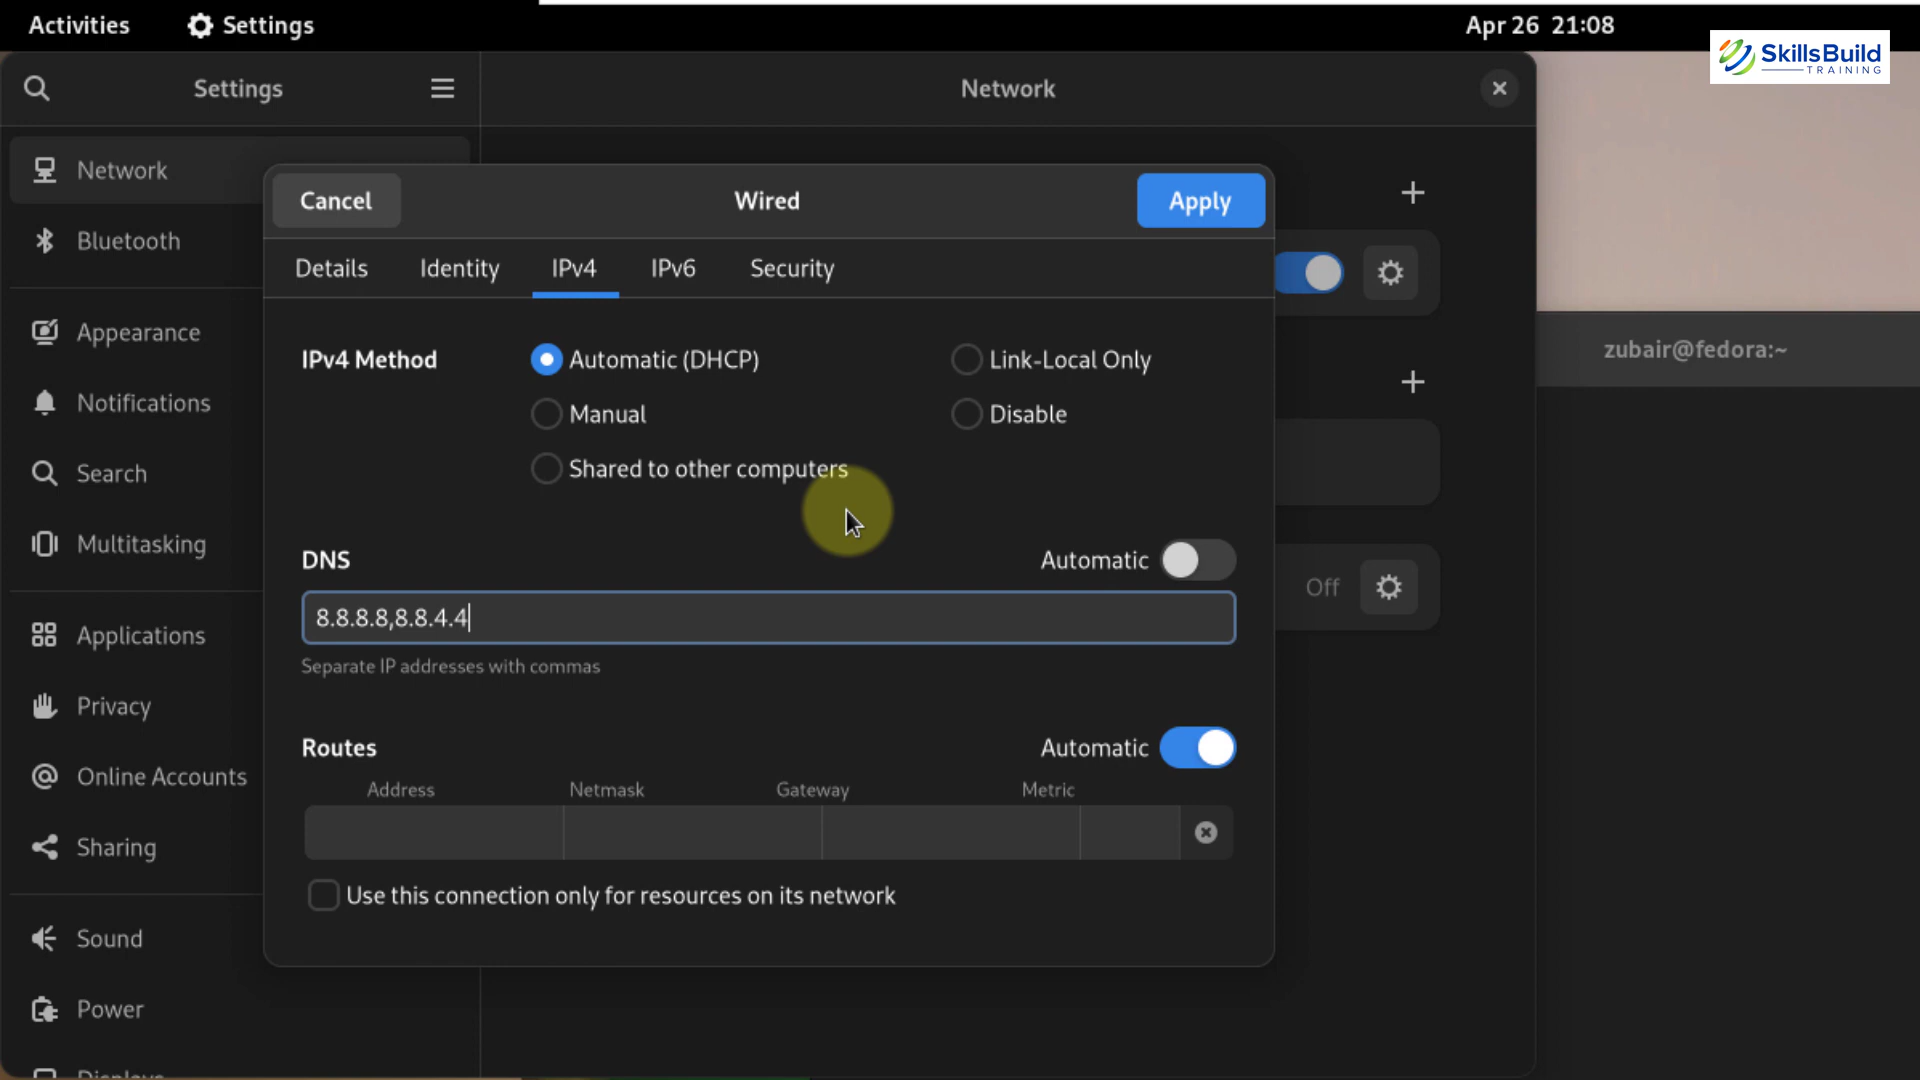 Activities
Settings
Apr 26 21:08
SkillsBuild
TRAINING
Settings
Network
Network
Bluetooth
Appearance
Notifications
Search
Multitasking
Applications
Privacy
Online Accounts
Sharing
Sound
Power
Displays
Cancel
Wired
Apply
Details
Identity
IPv4
IPv6
Security
IPv4 Method
Automatic (DHCP)
Link-Local Only
Manual
Disable
Shared to other computers
DNS
Automatic
8.8.8.8,8.8.4.4
Separate IP addresses with commas
Routes
Automatic
Address
Netmask
Gateway
Metric
Use this connection only for resources on its network
Off
zubair@fedora:~